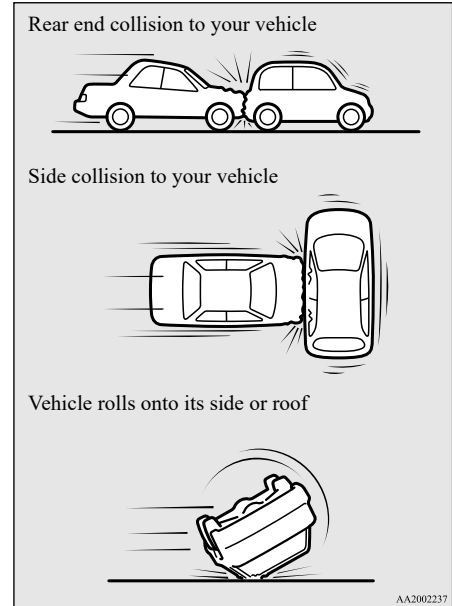 Rear end collision to your vehicle
Side collision to your vehicle
Vehicle rolls onto its side or roof
AA2002237